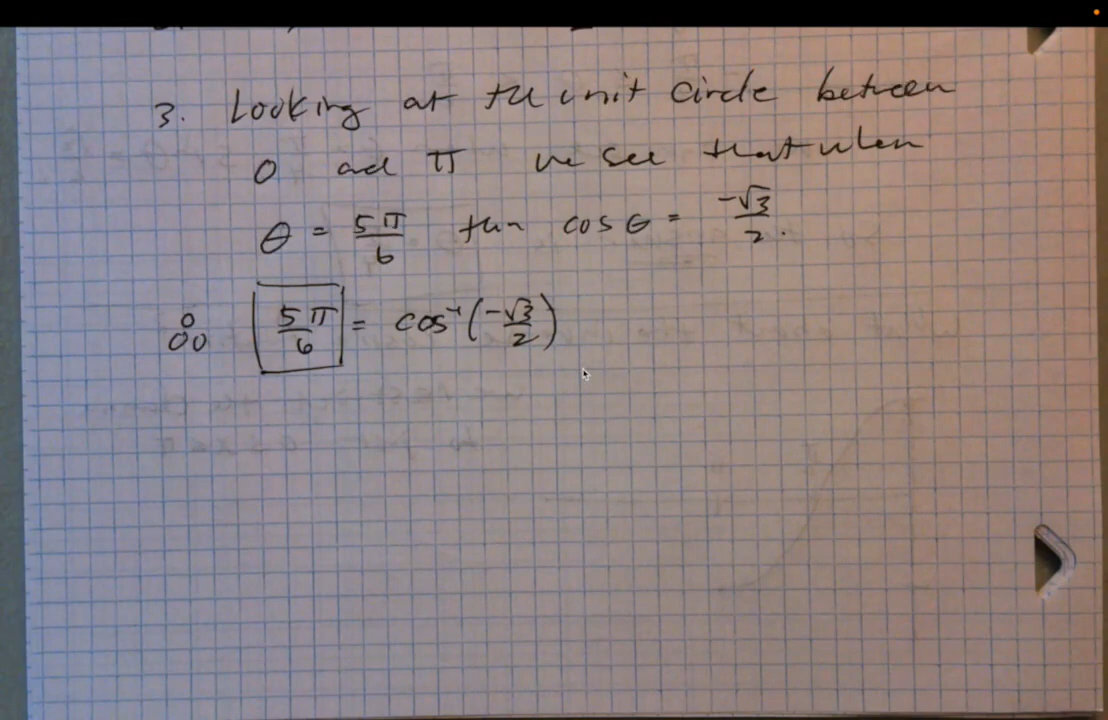 3. Looking at the unit circle between
0 and π we see that when
θ = 5π/6 then cos θ = -√3/2.
∴ 5π/6 = cos⁻¹(-√3/2)